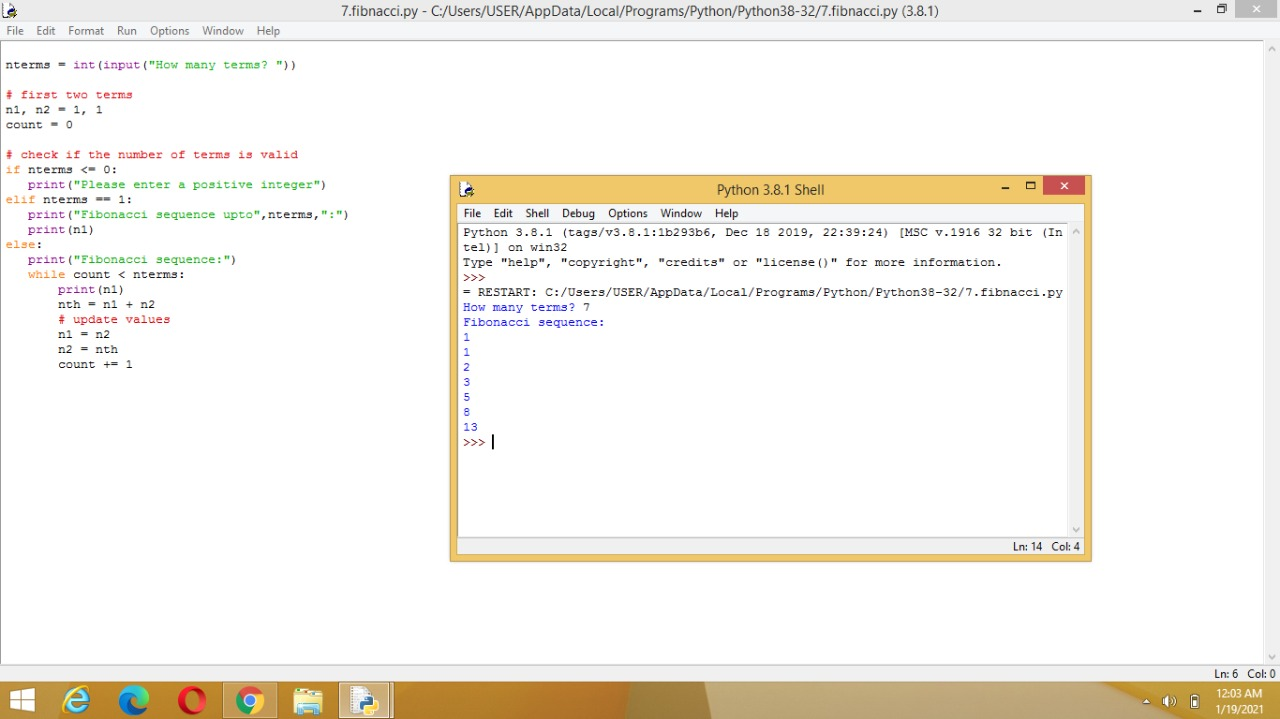 7.fibnacci.py - C:/Users/USER/AppData/Local/Programs/Python/Python38-32/7.fibnacci.py (3.8.1)
File Edit Format Run Options Window Help
nterms = int(input("How many terms? "))
# first two terms
n1, n2 = 1, 1
count = 0
# check if the number of terms is valid
if nterms <= 0:
   print("Please enter a positive integer")
elif nterms == 1:
   print("Fibonacci sequence upto",nterms,":")
   print(n1)
else:
   print("Fibonacci sequence:")
   while count < nterms:
       print(n1)
       nth = n1 + n2
       # update values
       n1 = n2
       n2 = nth
       count += 1
Python 3.8.1 Shell
File Edit Shell Debug Options Window Help
Python 3.8.1 (tags/v3.8.1:1b293b6, Dec 18 2019, 22:39:24) [MSC v.1916 32 bit (In
tel)] on win32
Type "help", "copyright", "credits" or "license()" for more information.
>>>
= RESTART: C:/Users/USER/AppData/Local/Programs/Python/Python38-32/7.fibnacci.py
How many terms? 7
Fibonacci sequence:
1
1
2
3
5
8
13
>>>
Ln: 14 Col: 4
Ln: 6 Col: 0
12:03 AM
1/19/2021